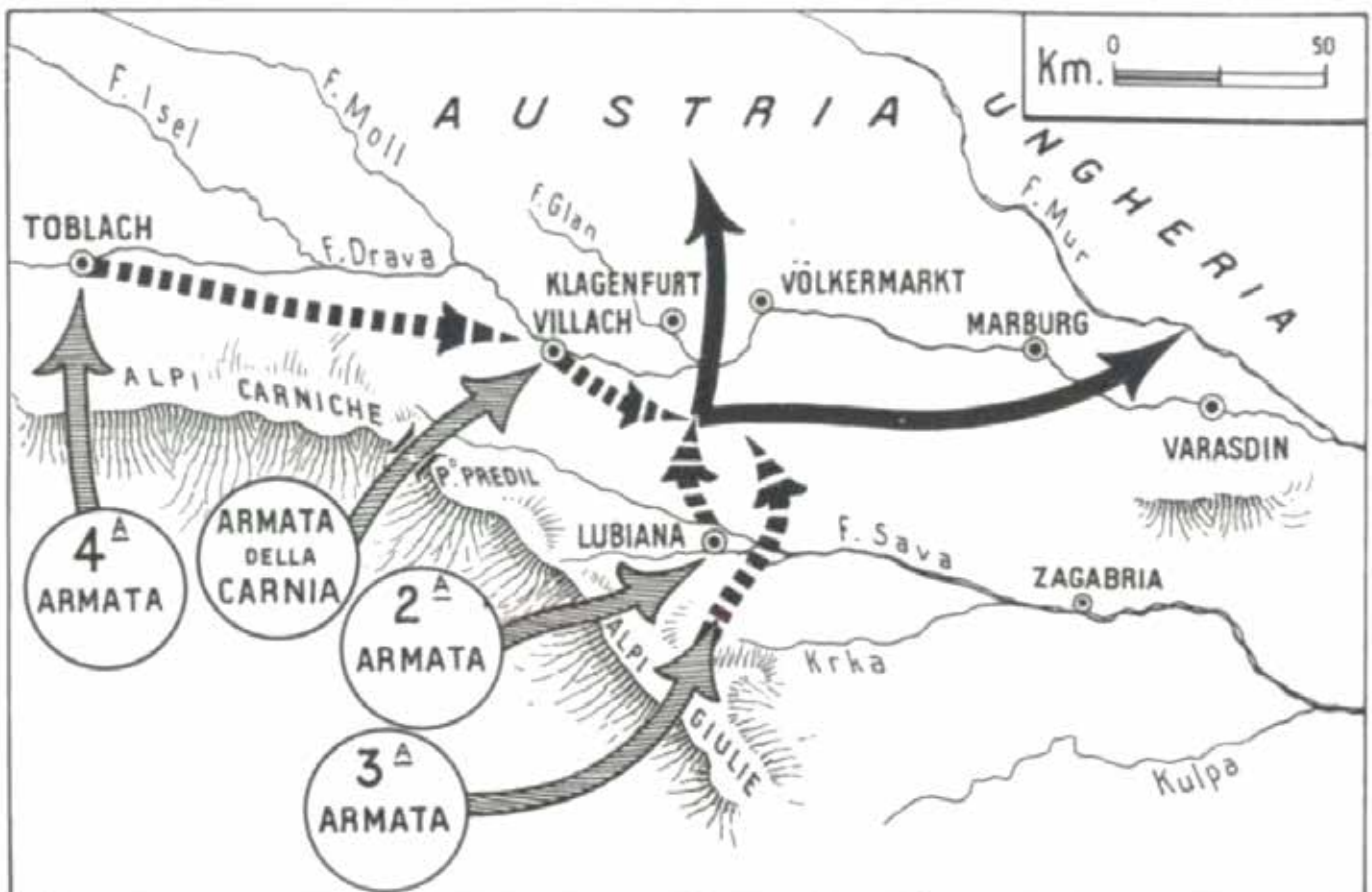 Km.
0 50
AUSTRIA
UNGHERIA
F. Isel
F. Moll
F. Glan
F. Mur
TOBLACH
F. Drava
KLAGENFURT
VÖLKERMARKT
VILLACH
MARBURG
ALPI CARNICHE
VARASDIN
Pº PREDIL
LUBIANA
F. Sava
ZAGABRIA
4ᴬ
ARMATA
ARMATA
DELLA
CARNIA
2ᴬ
ARMATA
ALPI GIULIE
Krka
3ᴬ
ARMATA
Kulpa